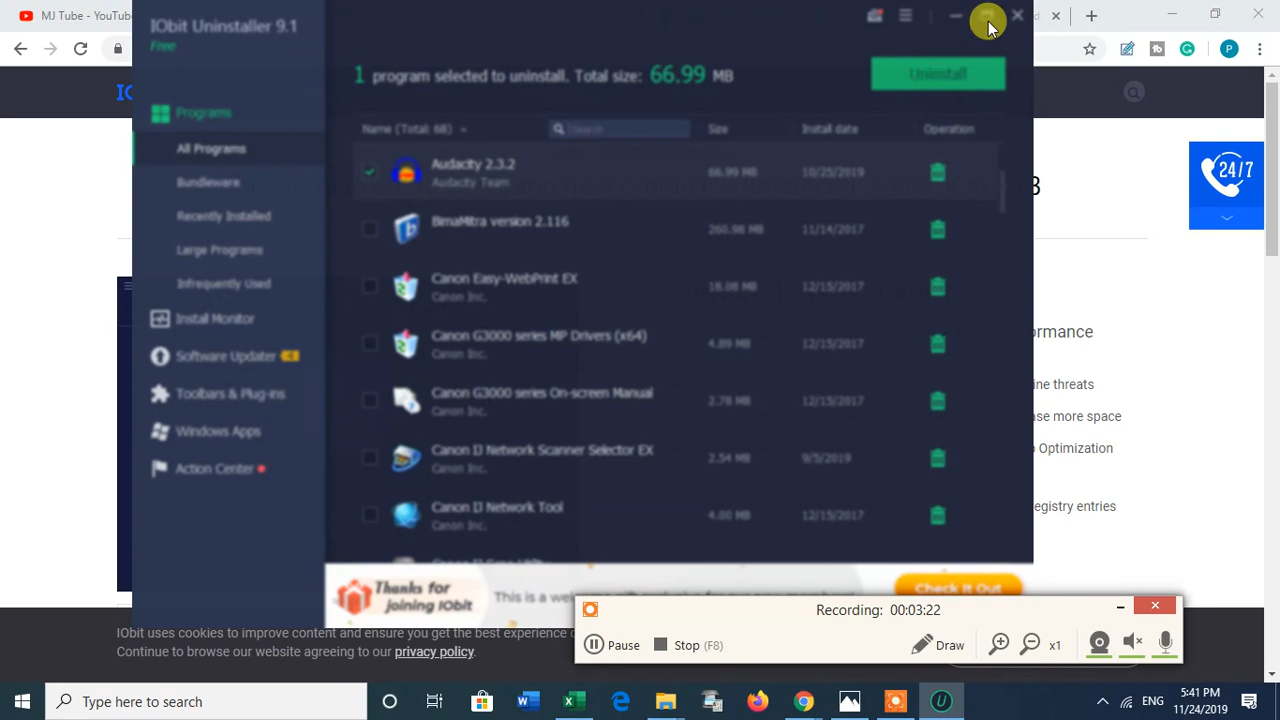 MJ Tube - YouTube
IObit Uninstaller 9.1
Free
1 program selected to uninstall. Total size: 66.99 MB
Uninstall
Programs
All Programs
Bundleware
Recently Installed
Large Programs
Infrequently Used
Install Monitor
Software Updater 4
Toolbars & Plug-ins
Windows Apps
Action Center
Name (Total: 68) Search Size Install date Operation
Audacity 2.3.2 66.99 MB 10/25/2019
Audacity Team
BimaMitra version 2.116 260.98 MB 11/14/2017
Canon Easy-WebPrint EX 18.08 MB 12/15/2017
Canon Inc.
Canon G3000 series MP Drivers (x64) 4.89 MB 12/15/2017
Canon Inc.
Canon G3000 series On-screen Manual 2.78 MB 12/15/2017
Canon Inc.
Canon IJ Network Scanner Selector EX 2.54 MB 9/5/2019
Canon Inc.
Canon IJ Network Tool 4.00 MB 12/15/2017
Canon Inc.
Thanks for
joining IObit
This is a
Check It Out
24/7
3
formance
ine threats
ase more space
Optimization
egistry entries
IObit uses cookies to improve content and ensure you get the best experience
Continue to browse our website agreeing to our privacy policy.
Recording: 00:03:22
Pause Stop (F8) Draw x1
Type here to search
ENG
5:41 PM
11/24/2019